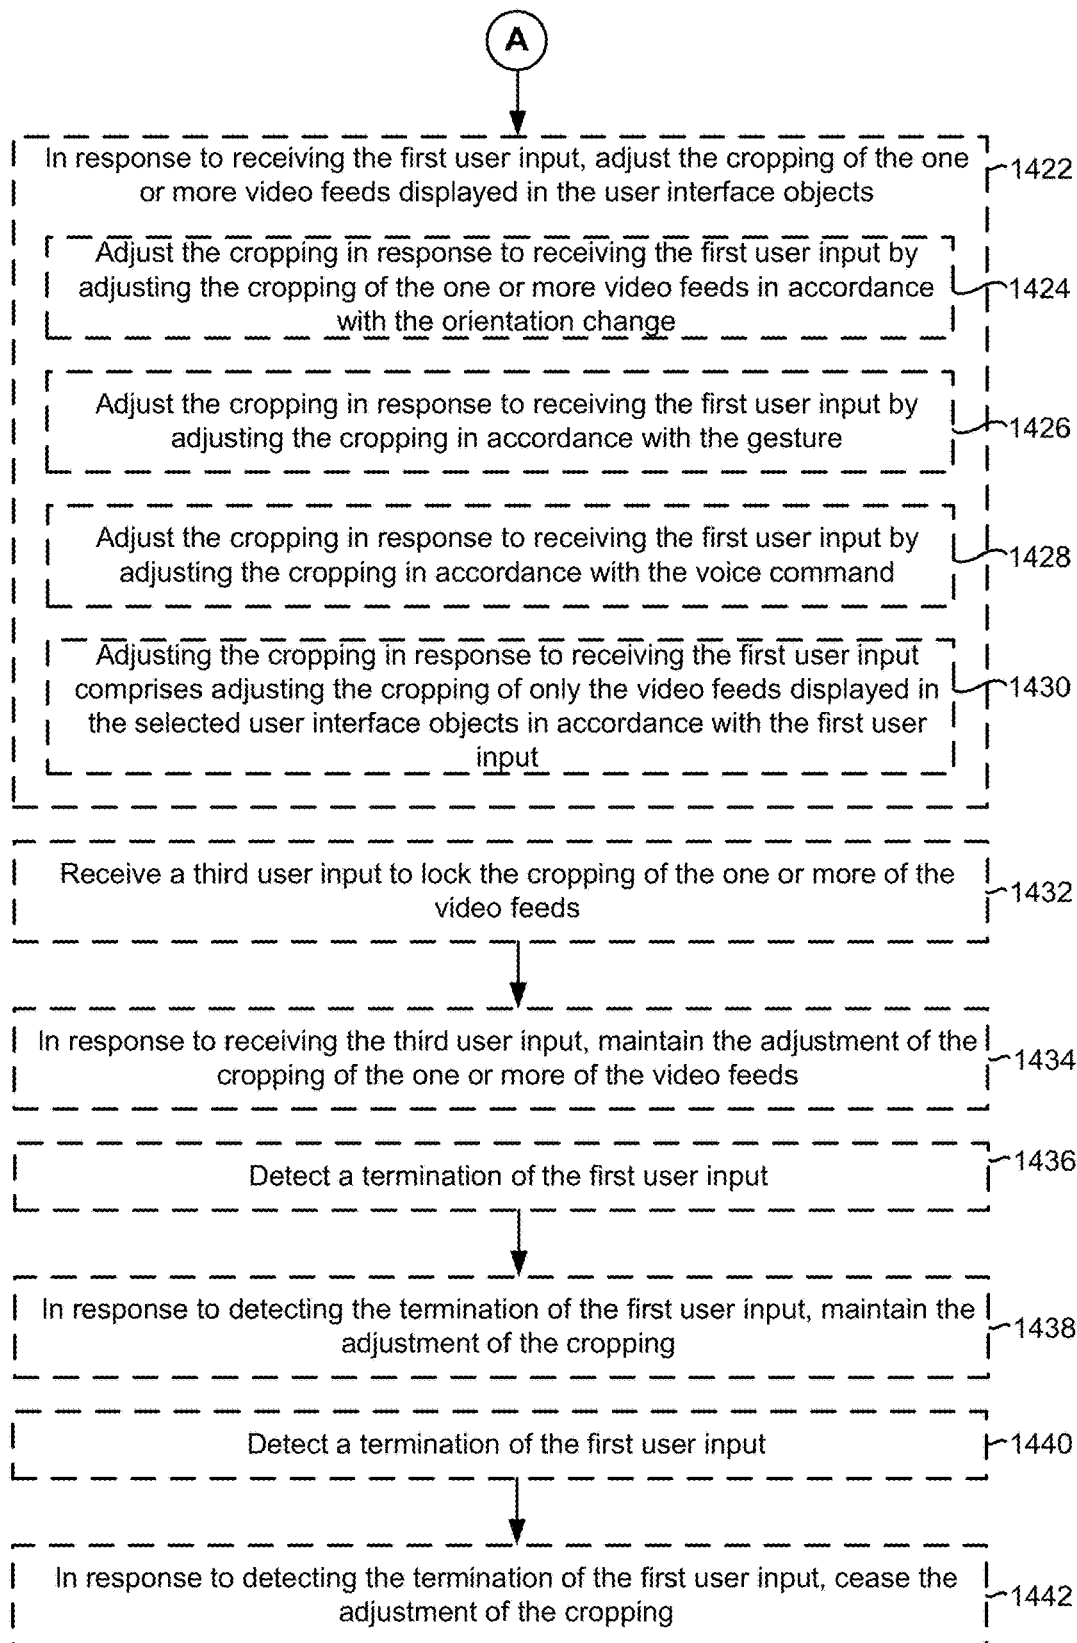 A
In response to receiving the first user input, adjust the cropping of the one
or more video feeds displayed in the user interface objects
1422
Adjust the cropping in response to receiving the first user input by
adjusting the cropping of the one or more video feeds in accordance
with the orientation change
1424
Adjust the cropping in response to receiving the first user input by
adjusting the cropping in accordance with the gesture
1426
Adjust the cropping in response to receiving the first user input by
adjusting the cropping in accordance with the voice command
1428
Adjusting the cropping in response to receiving the first user input
comprises adjusting the cropping of only the video feeds displayed in
the selected user interface objects in accordance with the first user
input
1430
Receive a third user input to lock the cropping of the one or more of the
video feeds
1432
In response to receiving the third user input, maintain the adjustment of the
cropping of the one or more of the video feeds
1434
Detect a termination of the first user input
1436
In response to detecting the termination of the first user input, maintain the
adjustment of the cropping
1438
Detect a termination of the first user input
1440
In response to detecting the termination of the first user input, cease the
adjustment of the cropping
1442